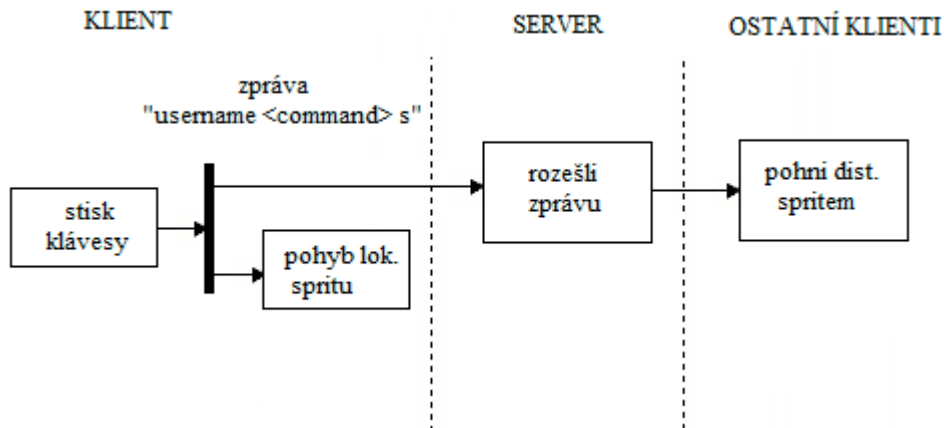 KLIENT
SERVER
OSTATNÍ KLIENTI
zpráva
"username <command> s"
stisk
klávesy
pohyb lok.
spritu
rozešli
zprávu
pohni dist.
spritem